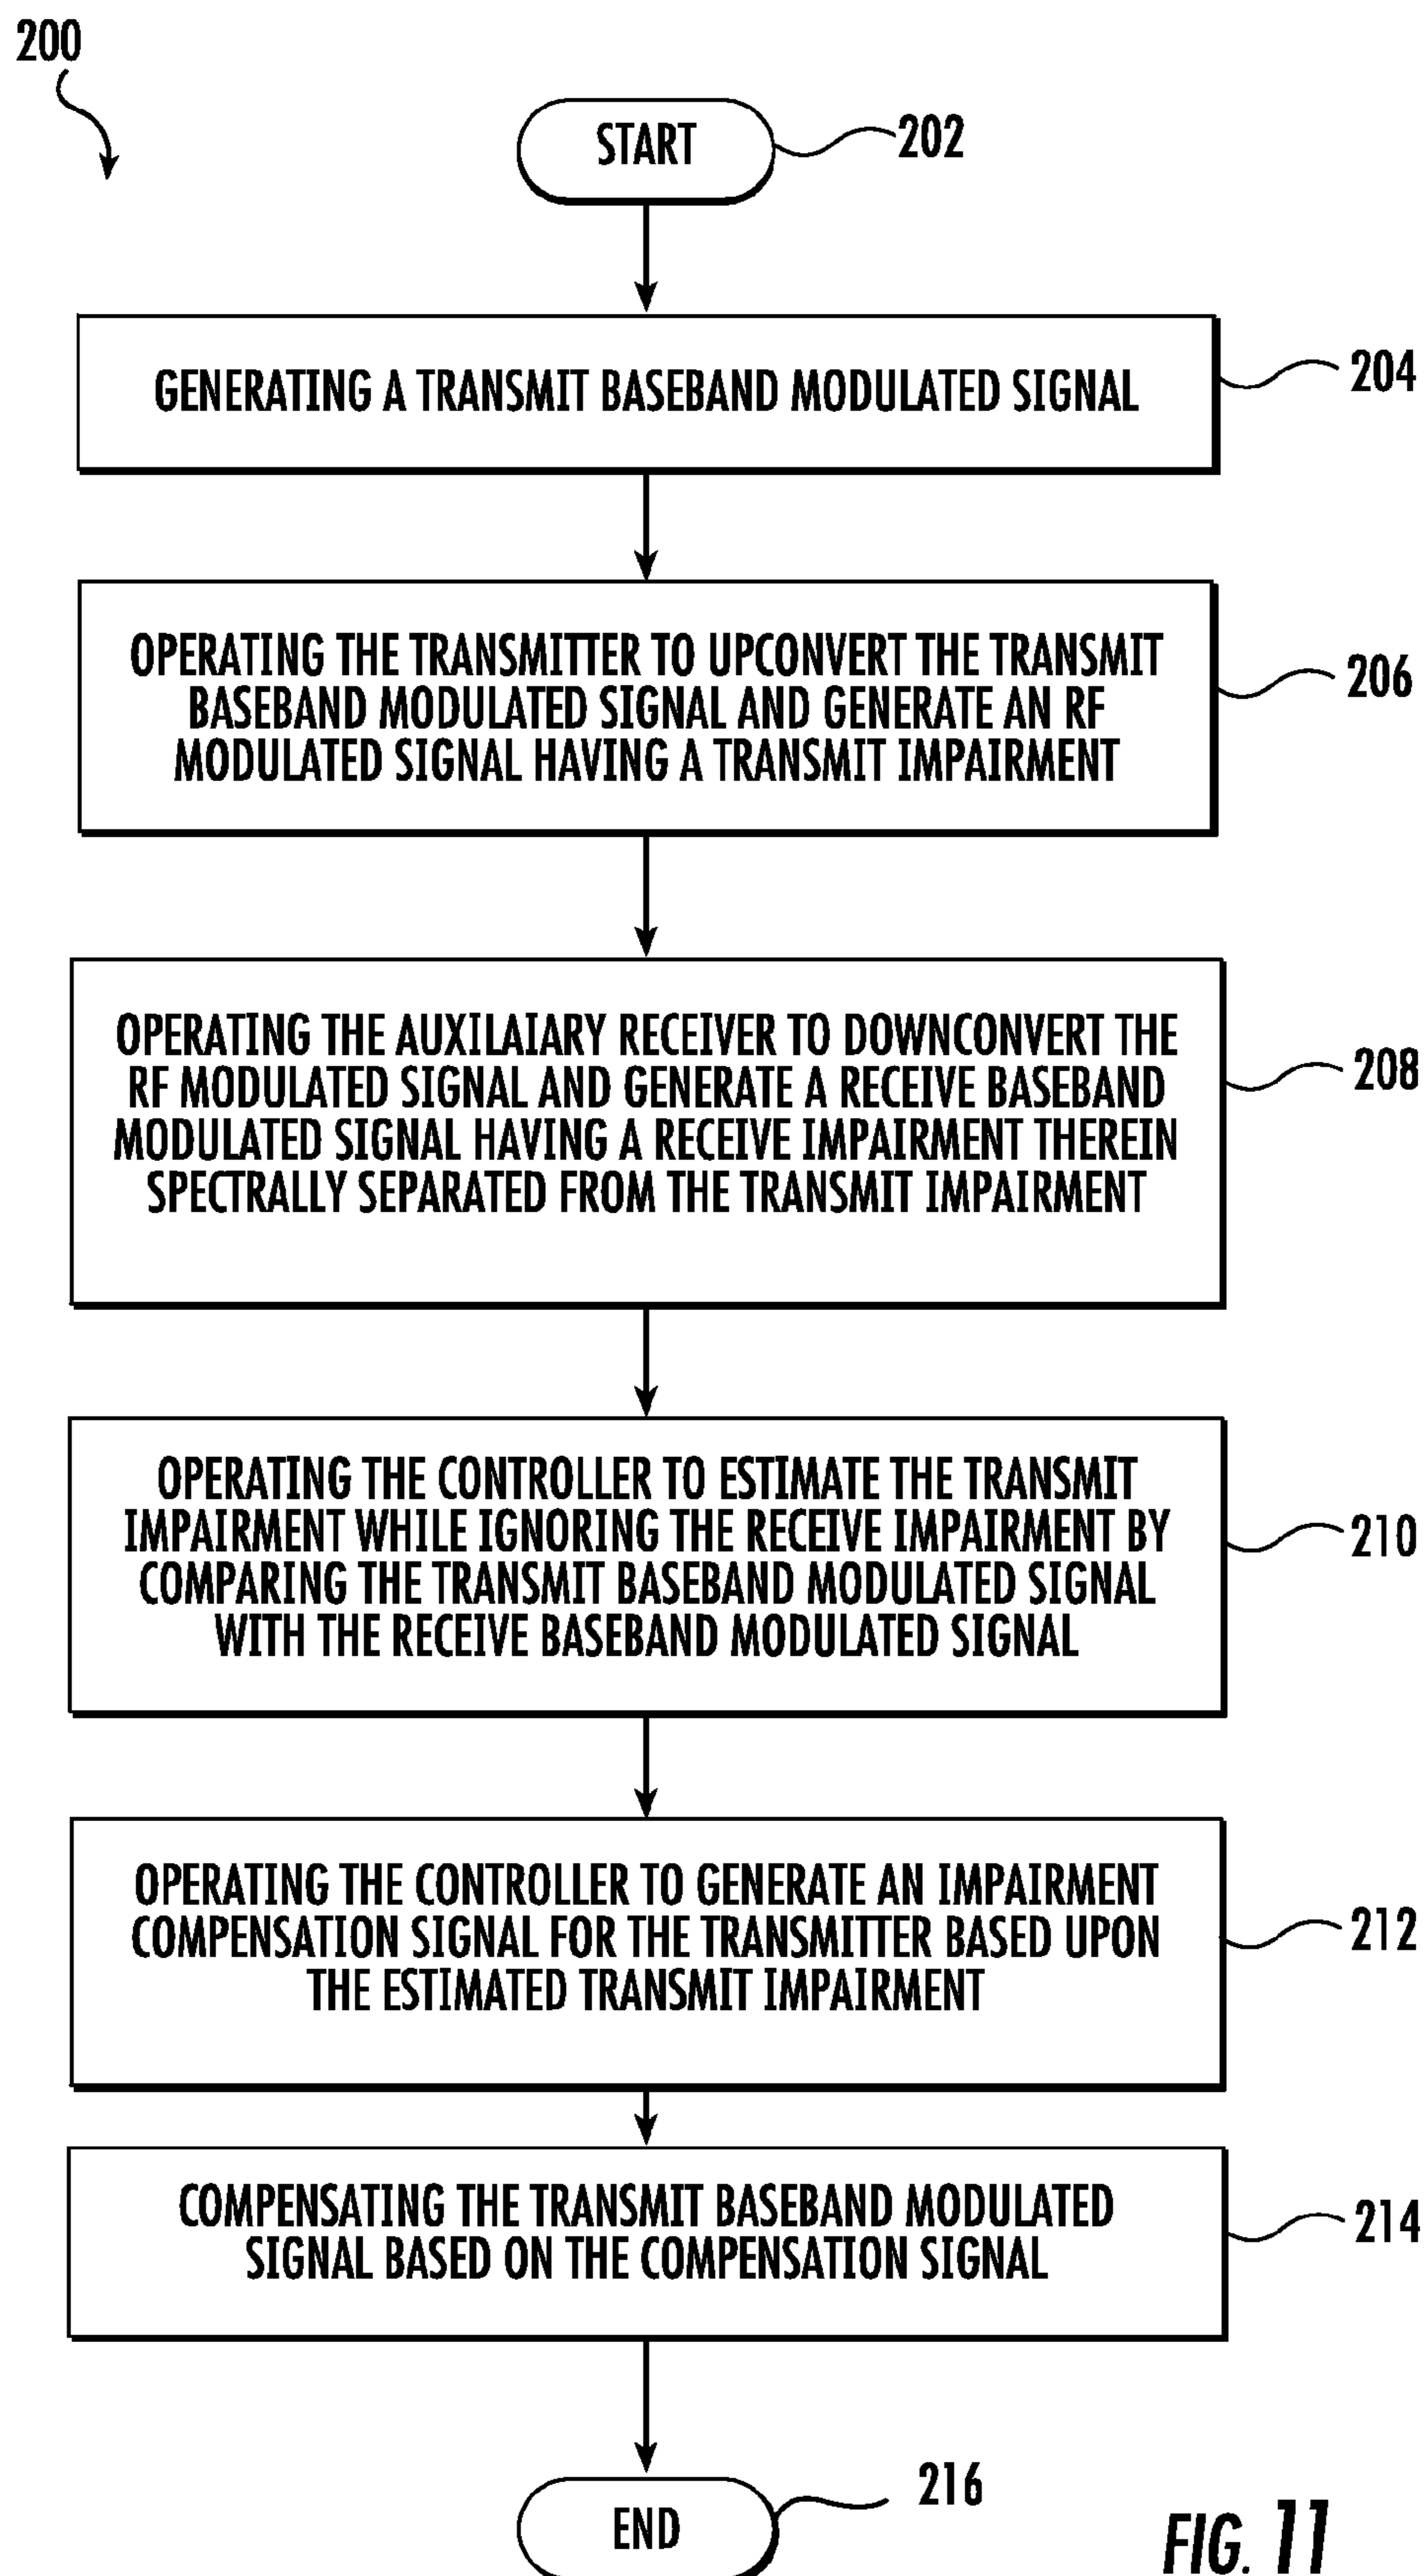 200
START
202
GENERATING A TRANSMIT BASEBAND MODULATED SIGNAL
204
OPERATING THE TRANSMITTER TO UPCONVERT THE TRANSMIT
BASEBAND MODULATED SIGNAL AND GENERATE AN RF
MODULATED SIGNAL HAVING A TRANSMIT IMPAIRMENT
206
OPERATING THE AUXILAIARY RECEIVER TO DOWNCONVERT THE
RF MODULATED SIGNAL AND GENERATE A RECEIVE BASEBAND
MODULATED SIGNAL HAVING A RECEIVE IMPAIRMENT THEREIN
SPECTRALLY SEPARATED FROM THE TRANSMIT IMPAIRMENT
208
OPERATING THE CONTROLLER TO ESTIMATE THE TRANSMIT
IMPAIRMENT WHILE IGNORING THE RECEIVE IMPAIRMENT BY
COMPARING THE TRANSMIT BASEBAND MODULATED SIGNAL
WITH THE RECEIVE BASEBAND MODULATED SIGNAL
210
OPERATING THE CONTROLLER TO GENERATE AN IMPAIRMENT
COMPENSATION SIGNAL FOR THE TRANSMITTER BASED UPON
THE ESTIMATED TRANSMIT IMPAIRMENT
212
COMPENSATING THE TRANSMIT BASEBAND MODULATED
SIGNAL BASED ON THE COMPENSATION SIGNAL
214
END
216
FIG. 11